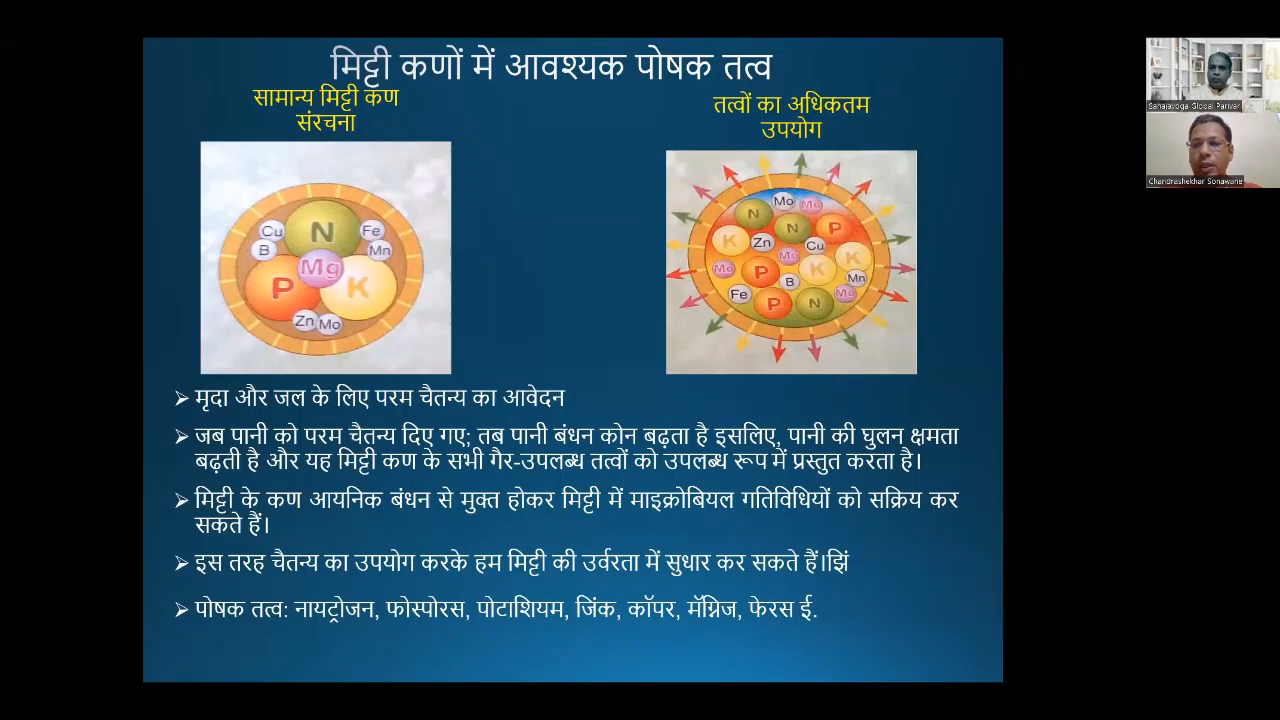 मिट्टी कणों में आवश्यक पोषक तत्व
सामान्य मिट्टी कण
संरचना
तत्वों का अधिकतम
उपयोग
N
Cu
Fe
B
Mn
Mg
P
K
Zn
Mo
Mo
Mg
N
N
P
K
Zn
Cu
K
Mg
Mg
P
K
B
Mn
Fe
Mg
P
N
मृदा और जल के लिए परम चैतन्य का आवेदन
जब पानी को परम चैतन्य दिए गए; तब पानी बंधन कोन बढ़ता है इसलिए, पानी की घुलन क्षमता
बढ़ती है और यह मिट्टी कण के सभी गैर-उपलब्ध तत्वों को उपलब्ध रूप में प्रस्तुत करता है।
मिट्टी के कण आयनिक बंधन से मुक्त होकर मिट्टी में माइक्रोबियल गतिविधियों को सक्रिय कर
सकते हैं।
इस तरह चैतन्य का उपयोग करके हम मिट्टी की उर्वरता में सुधार कर सकते हैं।झिं
पोषक तत्व: नायट्रोजन, फोस्पोरस, पोटाशियम, जिंक, कॉपर, मॅग्निज, फेरस ई.
Sahajayoga Global Parivar
Chandrashekhar Sonawane